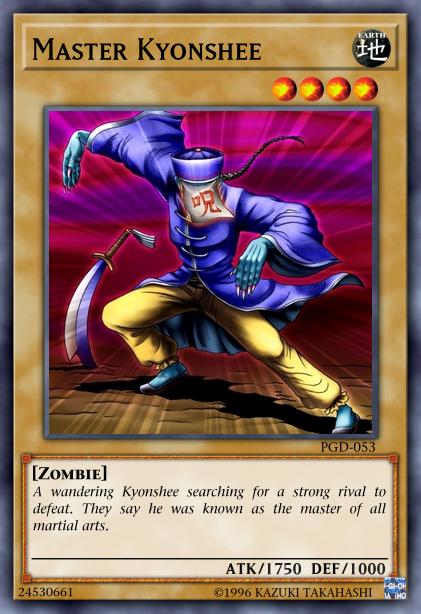 MASTER KYONSHEE
EARTH
地
呪
PGD-053
[ZOMBIE]
A wandering Kyonshee searching for a strong rival to
defeat. They say he was known as the master of all
martial arts.
ATK/1750 DEF/1000
24530661
©1996 KAZUKI TAKAHASHI